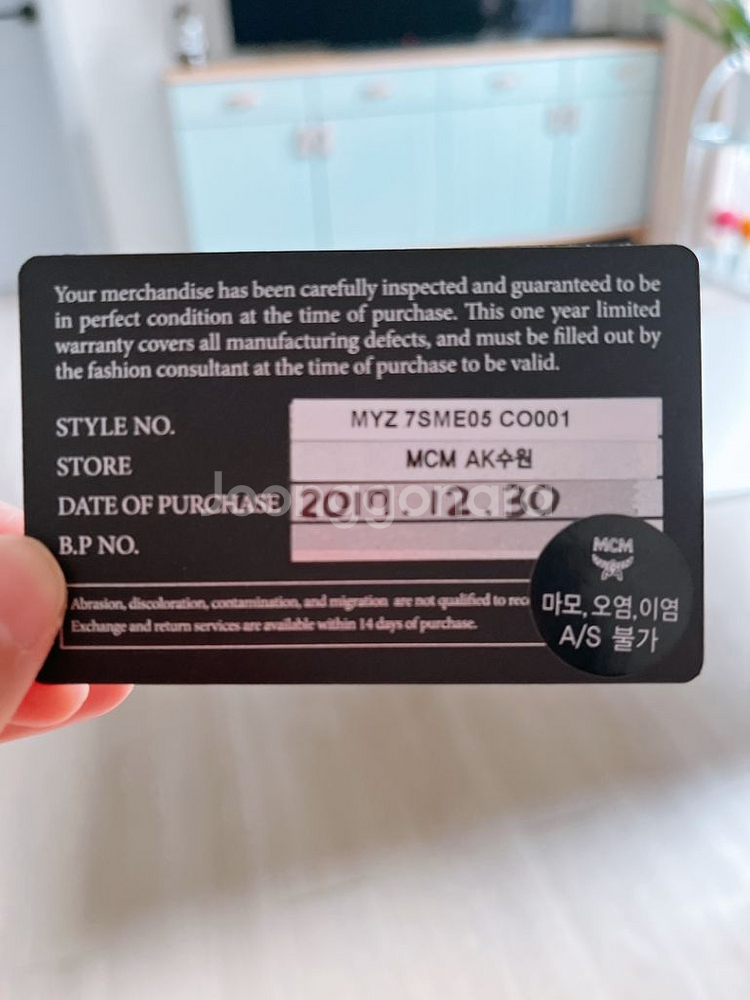 Your merchandise has been carefully inspected and guaranteed to be
in perfect condition at the time of purchase. This one year limited
warranty covers all manufacturing defects, and must be filled out by
the fashion consultant at the time of purchase to be valid.
STYLE NO. MYZ 7SME05 CO001
STORE MCM AK수원
DATE OF PURCHASE 2019 12. 30
B.P NO.
Abrasion, discoloration, contamination, and migration are not qualified to
Exchange and return services are available within 14 days of purchase.
MCM
마모,오염,이염
A/S 불가